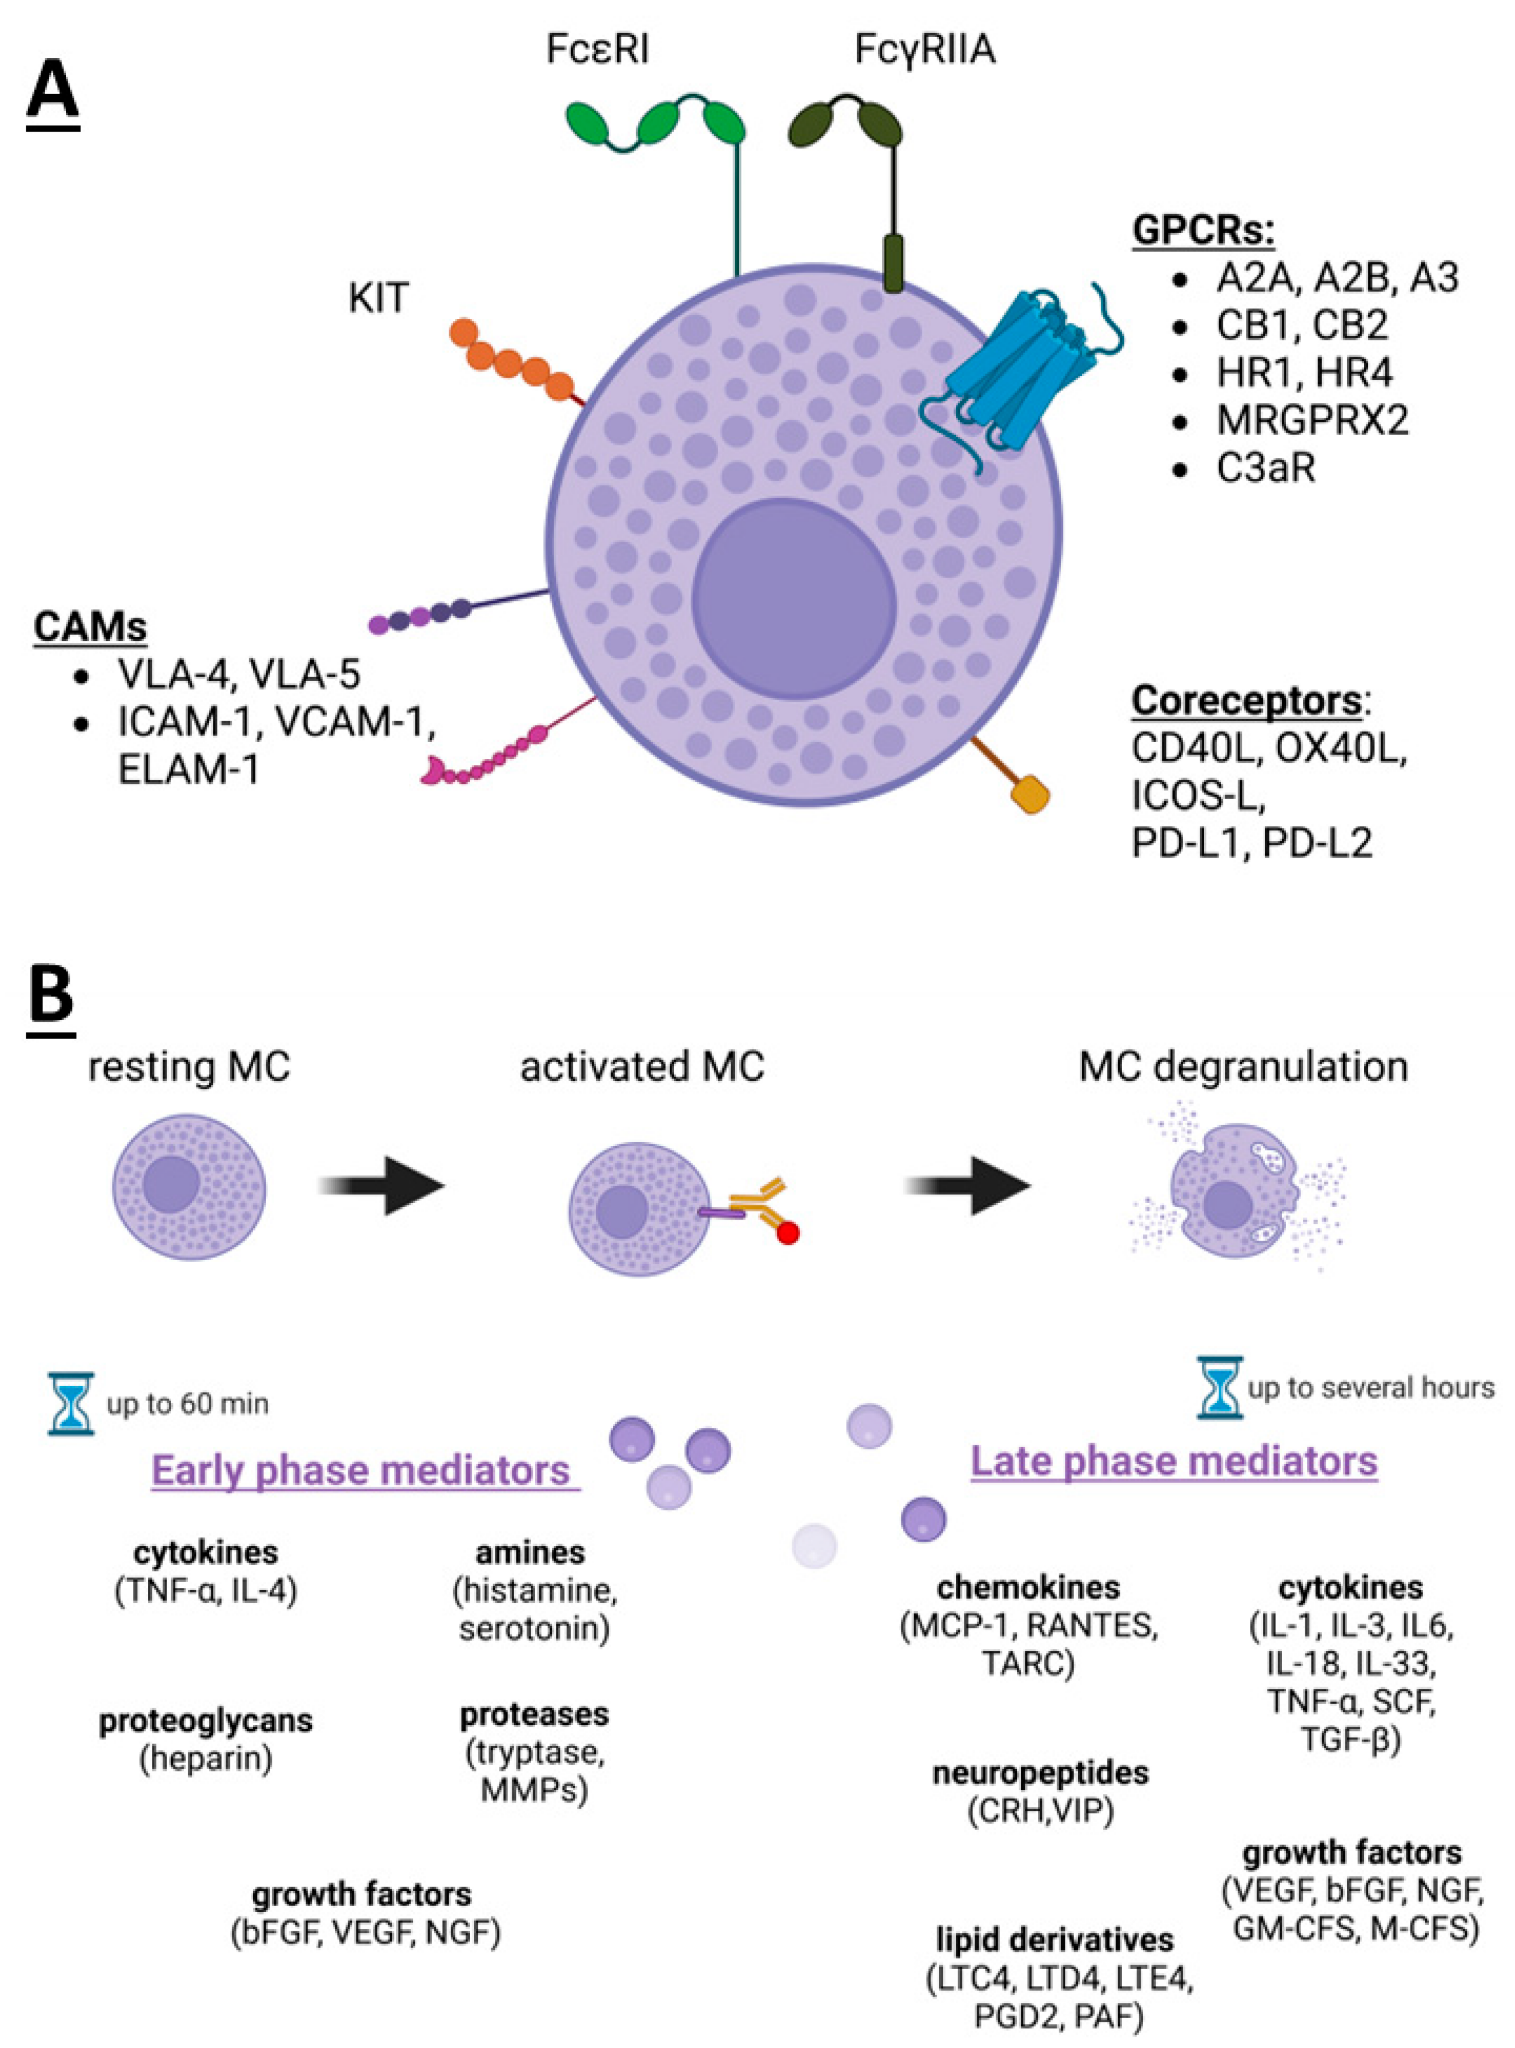 A
FcεRI
FcγRIIA
KIT
GPCRs:
• A2A, A2B, A3
• CB1, CB2
• HR1, HR4
• MRGPRX2
• C3aR
CAMs
• VLA-4, VLA-5
• ICAM-1, VCAM-1,
ELAM-1
Coreceptors:
CD40L, OX40L,
ICOS-L,
PD-L1, PD-L2
B
resting MC
activated MC
MC degranulation
up to 60 min
Early phase mediators
cytokines
(TNF-α, IL-4)
amines
(histamine,
serotonin)
proteoglycans
(heparin)
proteases
(tryptase,
MMPs)
growth factors
(bFGF, VEGF, NGF)
up to several hours
Late phase mediators
chemokines
(MCP-1, RANTES,
TARC)
cytokines
(IL-1, IL-3, IL6,
IL-18, IL-33,
TNF-α, SCF,
TGF-β)
neuropeptides
(CRH,VIP)
growth factors
(VEGF, bFGF, NGF,
GM-CFS, M-CFS)
lipid derivatives
(LTC4, LTD4, LTE4,
PGD2, PAF)